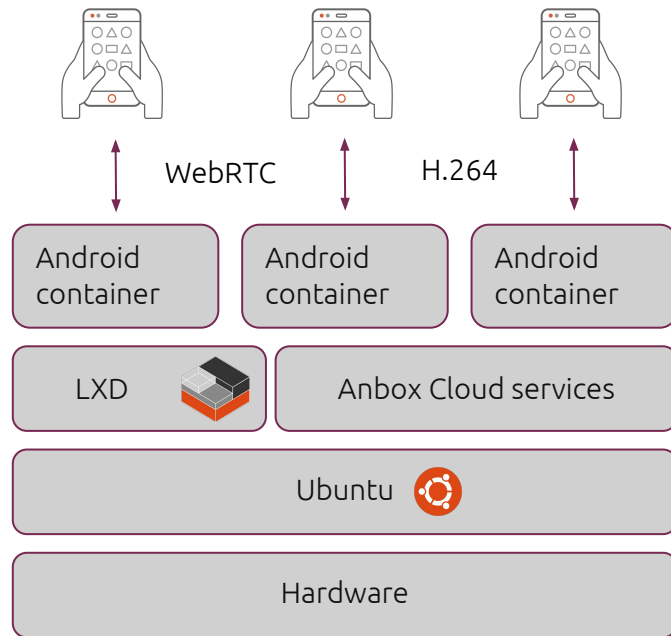 WebRTC
H.264
Android
container
Android
container
Android
container
LXD
Anbox Cloud services
Ubuntu
Hardware